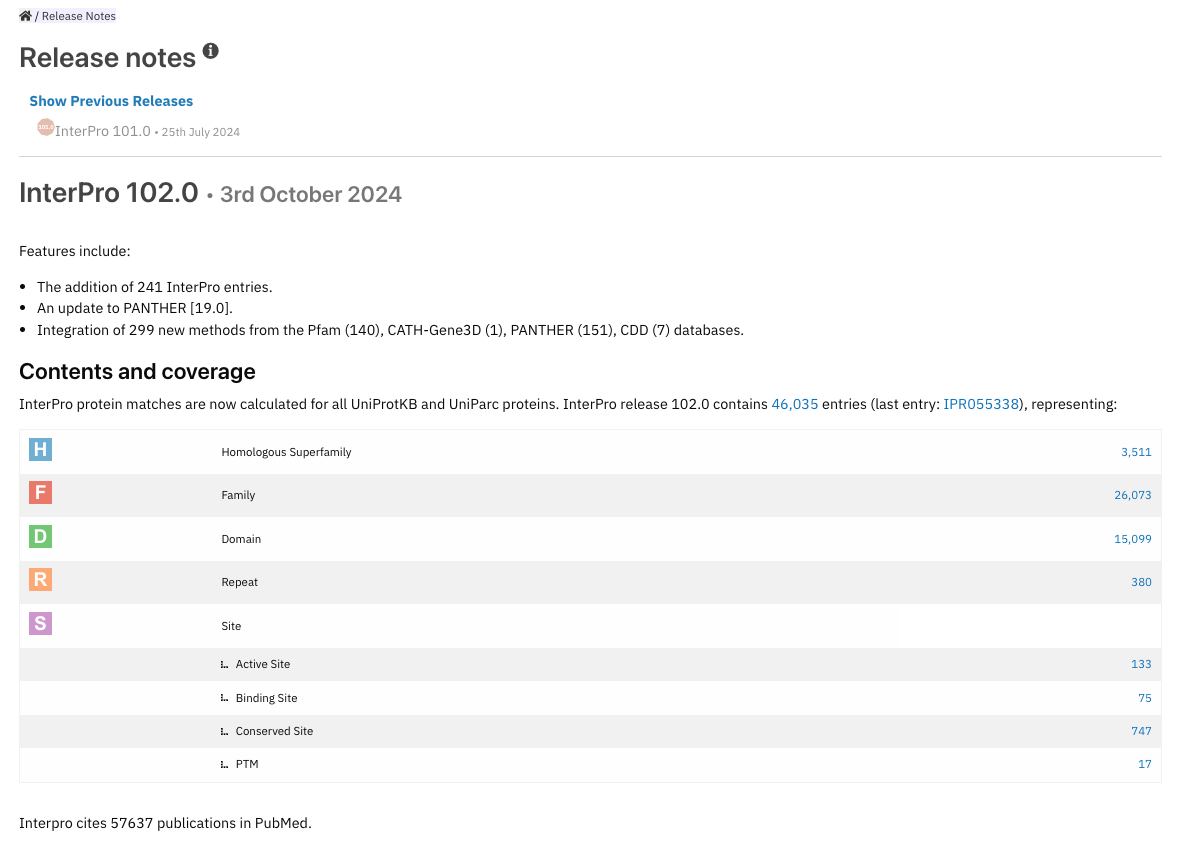 / Release Notes
Release notes
Show Previous Releases
101.0 InterPro 101.0 • 25th July 2024
InterPro 102.0 • 3rd October 2024
Features include:
• The addition of 241 InterPro entries.
• An update to PANTHER [19.0].
• Integration of 299 new methods from the Pfam (140), CATH-Gene3D (1), PANTHER (151), CDD (7) databases.
Contents and coverage
InterPro protein matches are now calculated for all UniProtKB and UniParc proteins. InterPro release 102.0 contains 46,035 entries (last entry: IPR055338), representing:
H Homologous Superfamily 3,511
F Family 26,073
D Domain 15,099
R Repeat 380
S Site
Active Site 133
Binding Site 75
Conserved Site 747
PTM 17
Interpro cites 57637 publications in PubMed.